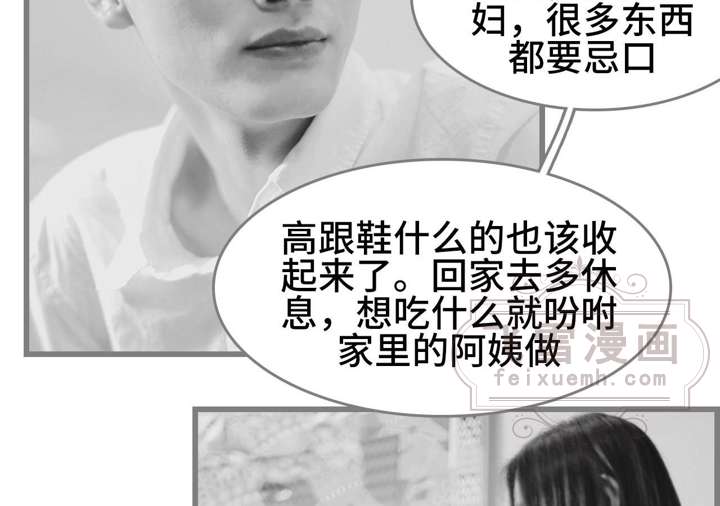 妇，很多东西
都要忌口
高跟鞋什么的也该收
起来了。回家去多休
息，想吃什么就吩咐
家里的阿姨做
漫画
feixuemh.com